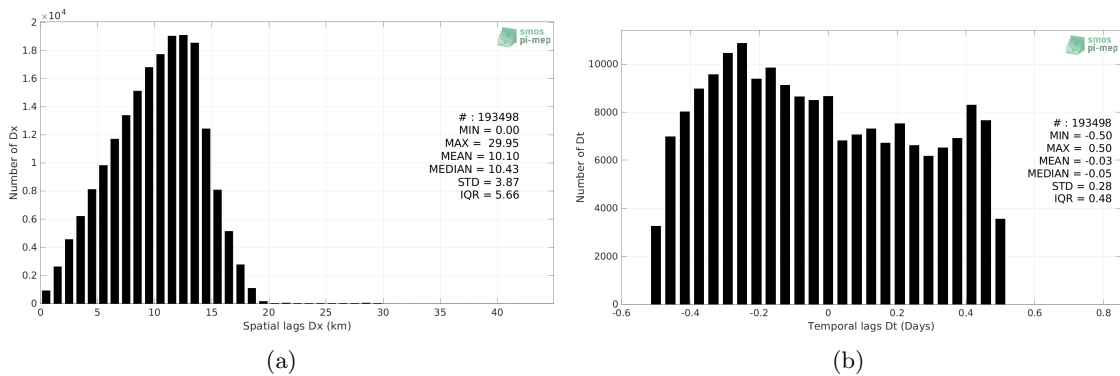 ×10⁴
2
1.8
1.6
1.4
1.2
1
0.8
0.6
0.4
0.2
0
Number of Dx
smos
pi-mep
# : 193498
MIN = 0.00
MAX = 29.95
MEAN = 10.10
MEDIAN = 10.43
STD = 3.87
IQR = 5.66
0 5 10 15 20 25 30 35 40
Spatial lags Dx (km)
(a)
10000
8000
6000
4000
2000
0
Number of Dt
smos
pi-mep
# : 193498
MIN = -0.50
MAX = 0.50
MEAN = -0.03
MEDIAN = -0.05
STD = 0.28
IQR = 0.48
-0.6 -0.4 -0.2 0 0.2 0.4 0.6 0.8
Temporal lags Dt (Days)
(b)